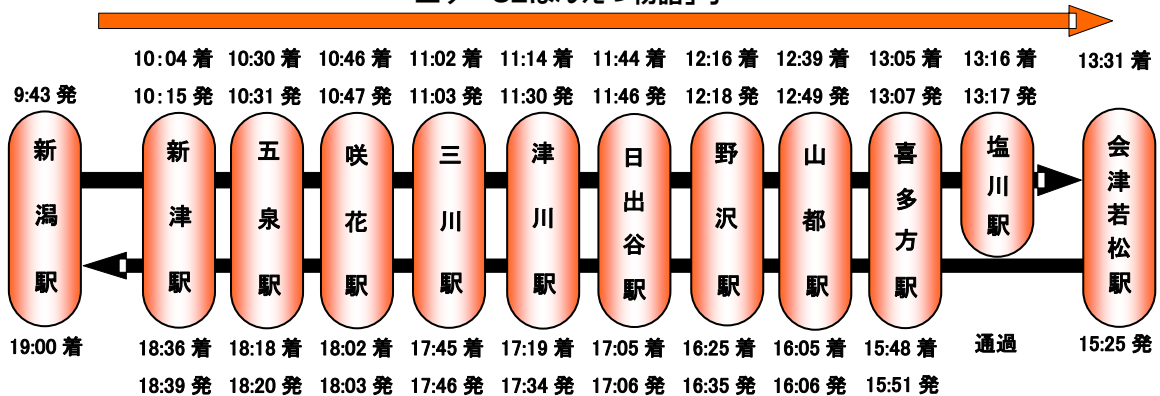 10:04 着 10:30 着 10:46 着 11:02 着 11:14 着 11:44 着 12:16 着 12:39 着 13:05 着 13:16 着 13:31 着
9:43 発 10:15 発 10:31 発 10:47 発 11:03 発 11:30 発 11:46 発 12:18 発 12:49 発 13:07 発 13:17 発
新潟駅 新津駅 五泉駅 咲花駅 三川駅 津川駅 日出谷駅 野沢駅 山都駅 喜多方駅 塩川駅 会津若松駅
19:00 着 18:36 着 18:18 着 18:02 着 17:45 着 17:19 着 17:05 着 16:25 着 16:05 着 15:48 着 通過 15:25 発
18:39 発 18:20 発 18:03 発 17:46 発 17:34 発 17:06 発 16:35 発 16:06 発 15:51 発